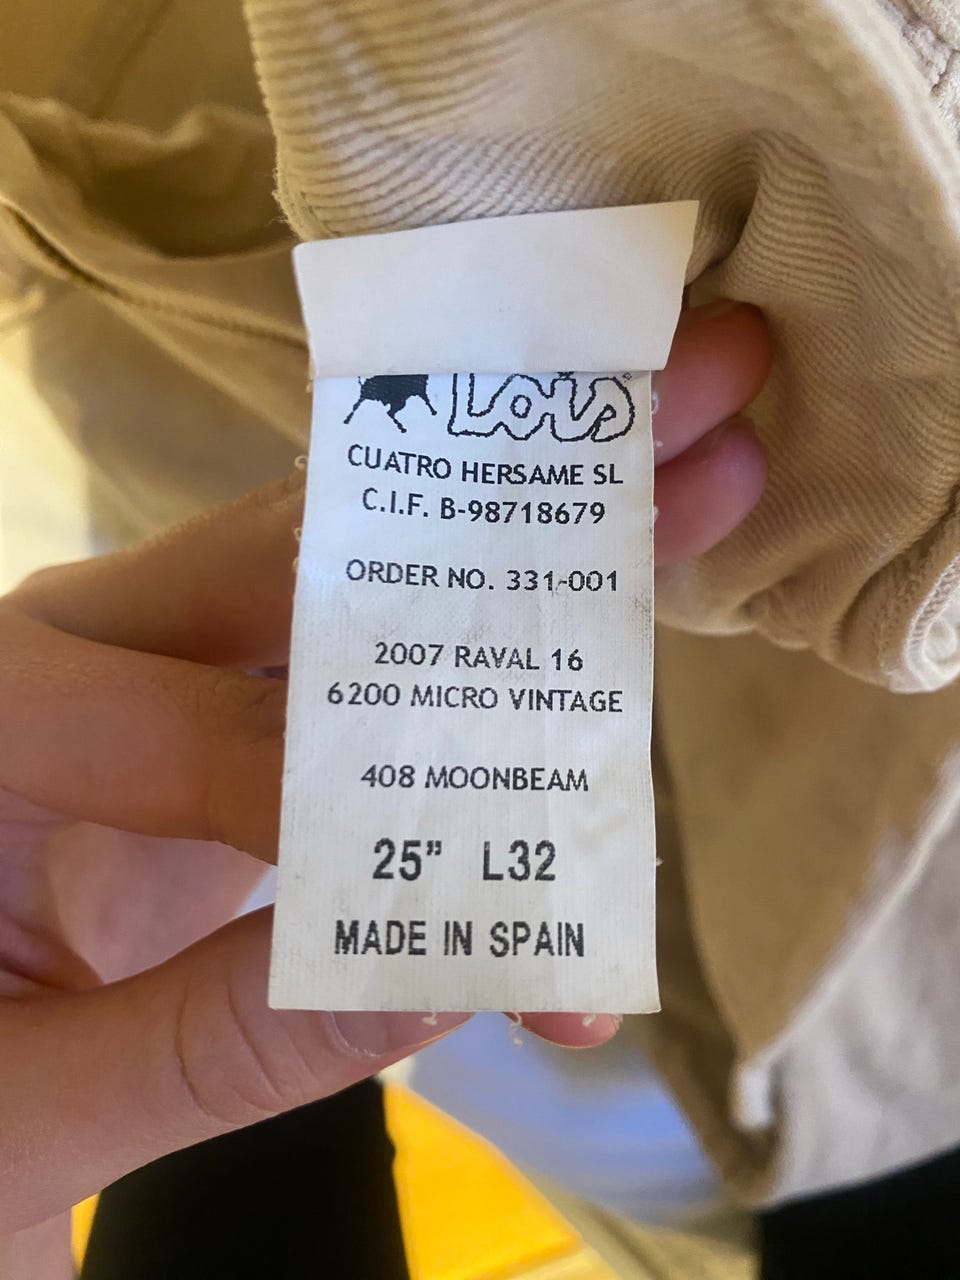 Lois
CUATRO HERSAME SL
C.I.F. B-98718679
ORDER NO. 331-001
2007 RAVAL 16
6200 MICRO VINTAGE
408 MOONBEAM
25” L32
MADE IN SPAIN